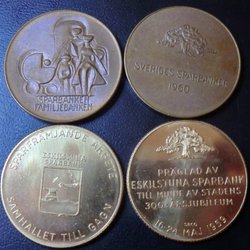 SPARBANKEN
FAMILJEBANKEN
SVERIGES SPARBANKER
1960
SPARFRÄMJANDE ARBETE
SAMHÄLLET TILL GAGN
ESKILSTUNA
SPARBANK
PRÄGLAD AV
ESKILSTUNA SPARBANK
TILL MINNE AV STADENS
300-ÅRSJUBILEUM
16-24 MAJ 1959